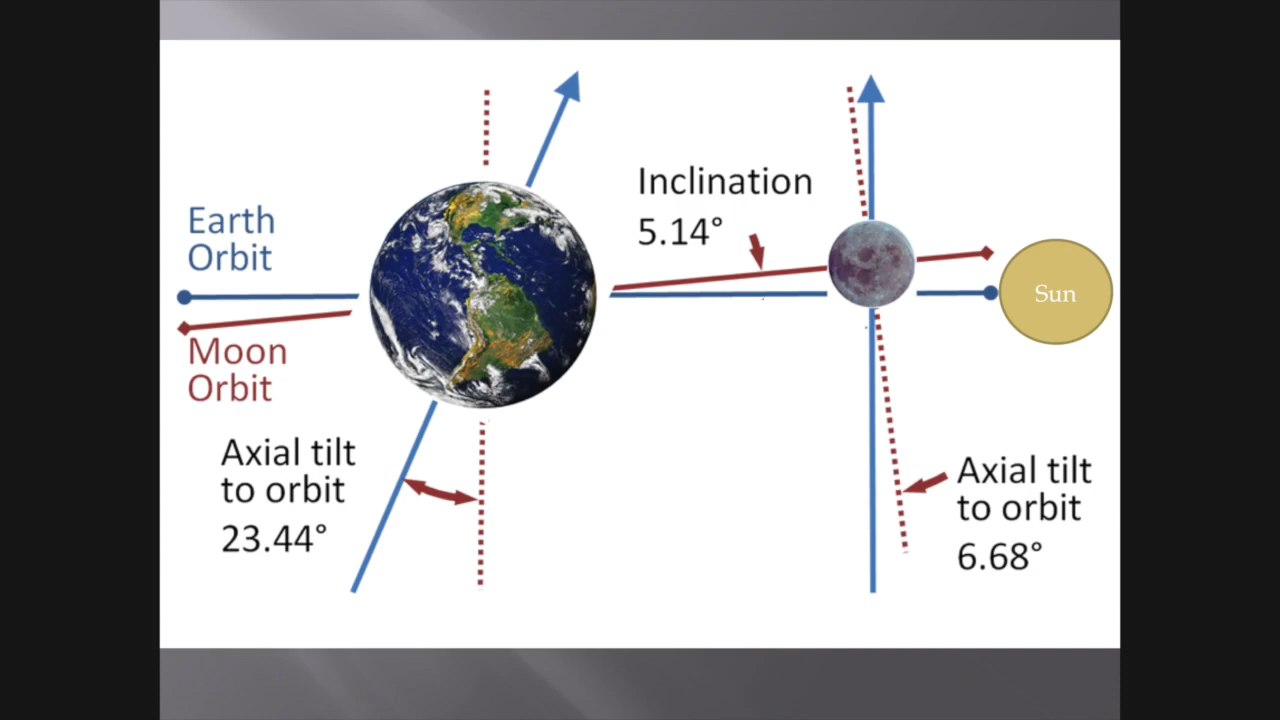 Earth
Orbit
Moon
Orbit
Axial tilt
to orbit
23.44°
Inclination
5.14°
Sun
Axial tilt
to orbit
6.68°